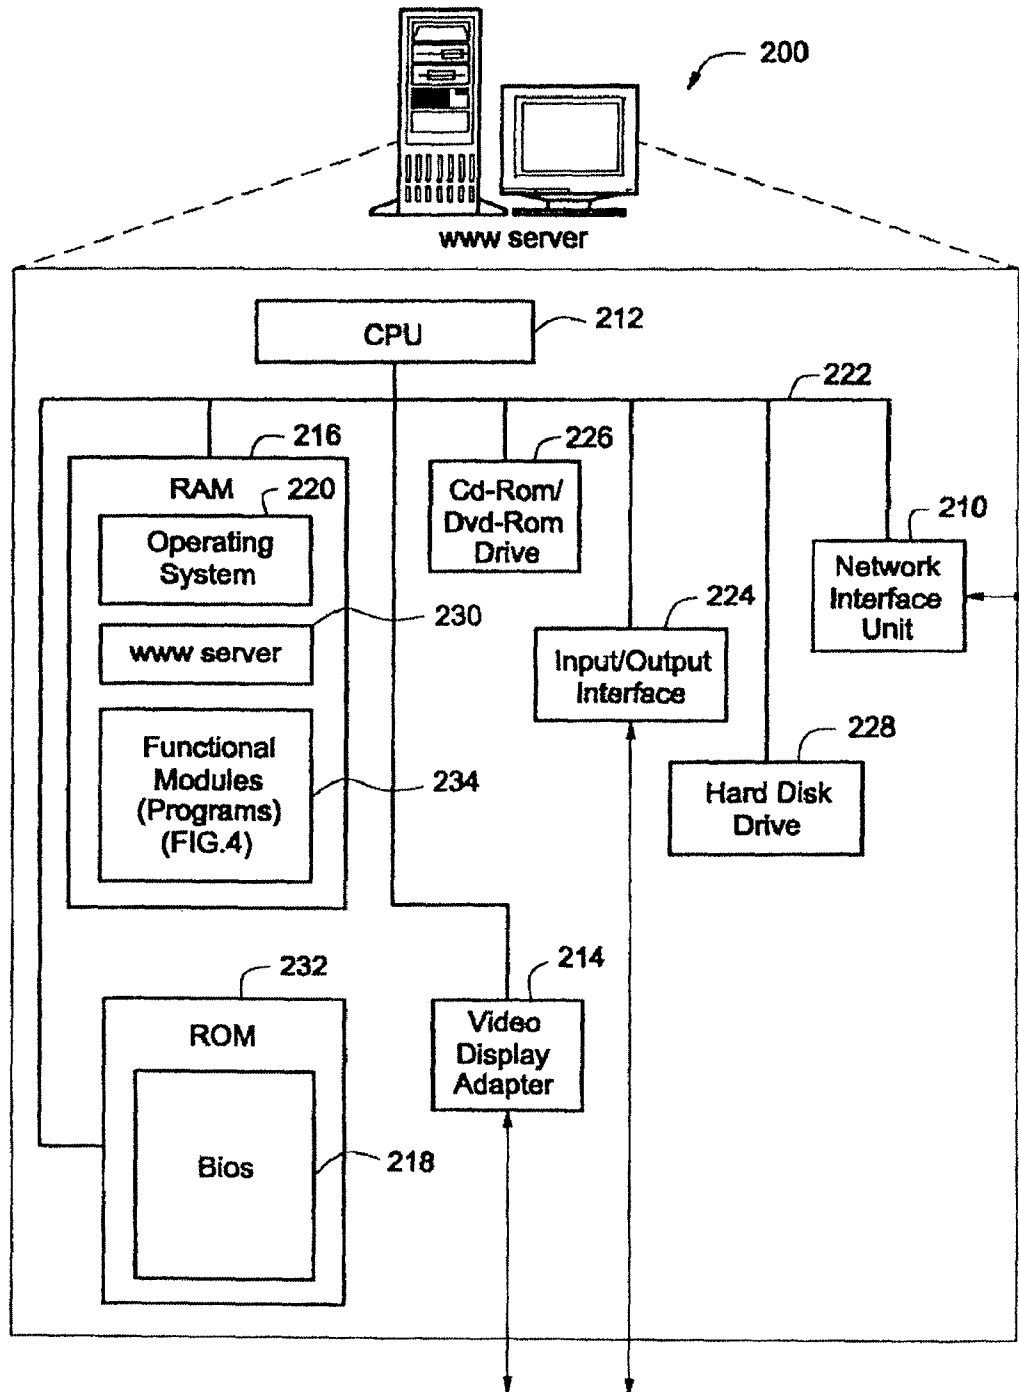 200
www server
CPU
212
222
216
RAM
220
Operating
System
230
www server
Functional
Modules
(Programs)
(FIG.4)
234
226
Cd-Rom/
Dvd-Rom
Drive
224
Input/Output
Interface
210
Network
Interface
Unit
228
Hard Disk
Drive
232
ROM
Bios
218
214
Video
Display
Adapter